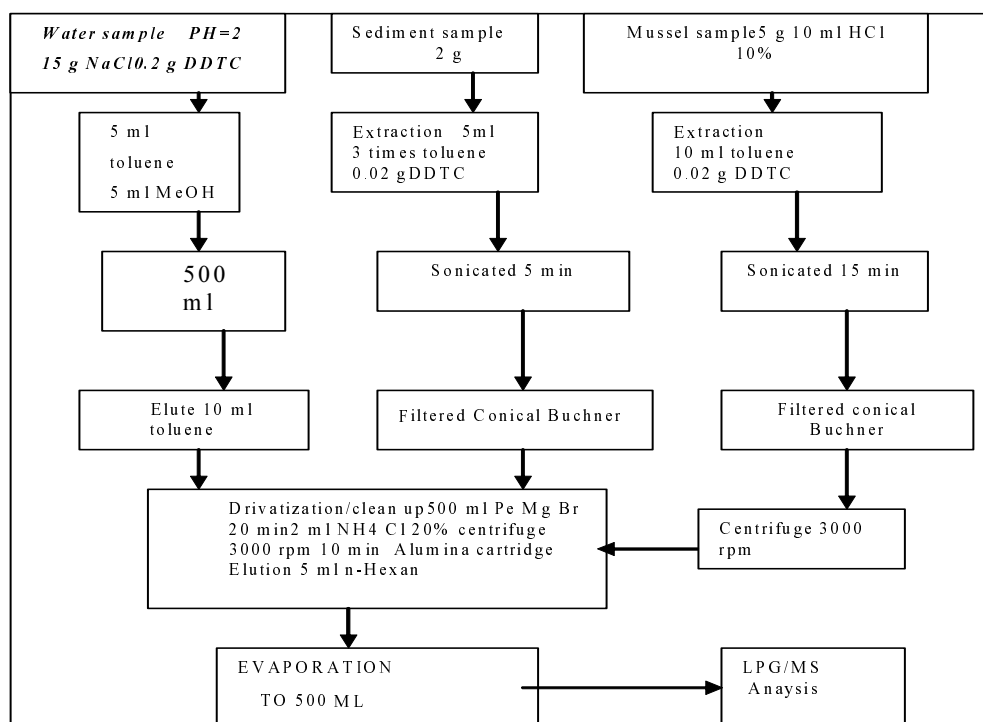 Water sample PH=2
15 g NaCl0.2 g DDTC
Sediment sample
2 g
Mussel sample5 g 10 ml HCl
10%
5 ml
toluene
5 ml MeOH
Extraction 5ml
3 times toluene
0.02 gDDTC
Extraction
10 ml toluene
0.02 g DDTC
500
ml
Sonicated 5 min
Sonicated 15 min
Elute 10 ml
toluene
Filtered Conical Buchner
Filtered conical
Buchner
Drivatization/clean up500 ml Pe Mg Br
20 min2 ml NH4 Cl 20% centrifuge
3000 rpm 10 min Alumina cartridge
Elution 5 ml n-Hexan
Centrifuge 3000
rpm
EVAPORATION
TO 500 ML
LPG/MS
Anaysis